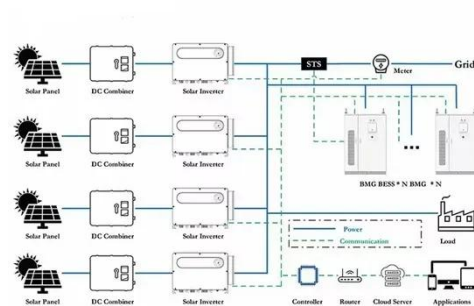 STS
Meter
Grid
Solar Panel
DC Combiner
Solar Inverter
Solar Panel
DC Combiner
Solar Inverter
BMG BESS * N BMG * N
Solar Panel
DC Combiner
Solar Inverter
Power
Communication
Load
Solar Panel
DC Combiner
Solar Inverter
Controller
Router
Cloud Server
Application